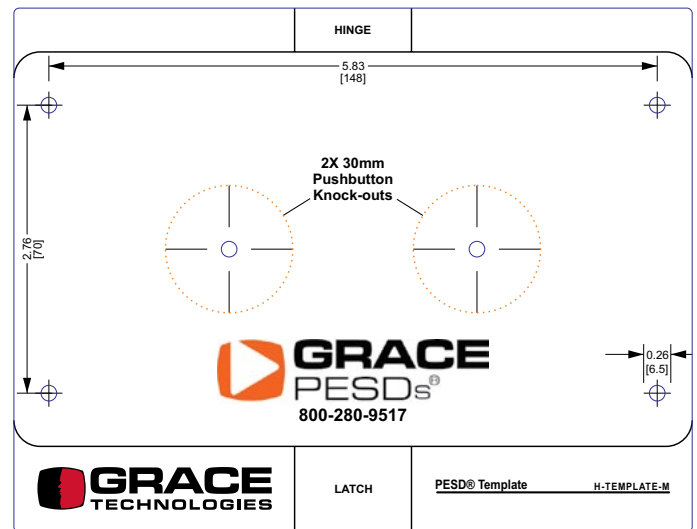 HINGE
5.83
[148]
2X 30mm
Pushbutton
Knock-outs
2.76
[70]
0.26
[6.5]
GRACE
PESDs®
800-280-9517
GRACE
TECHNOLOGIES
LATCH
PESD® Template
H-TEMPLATE-M